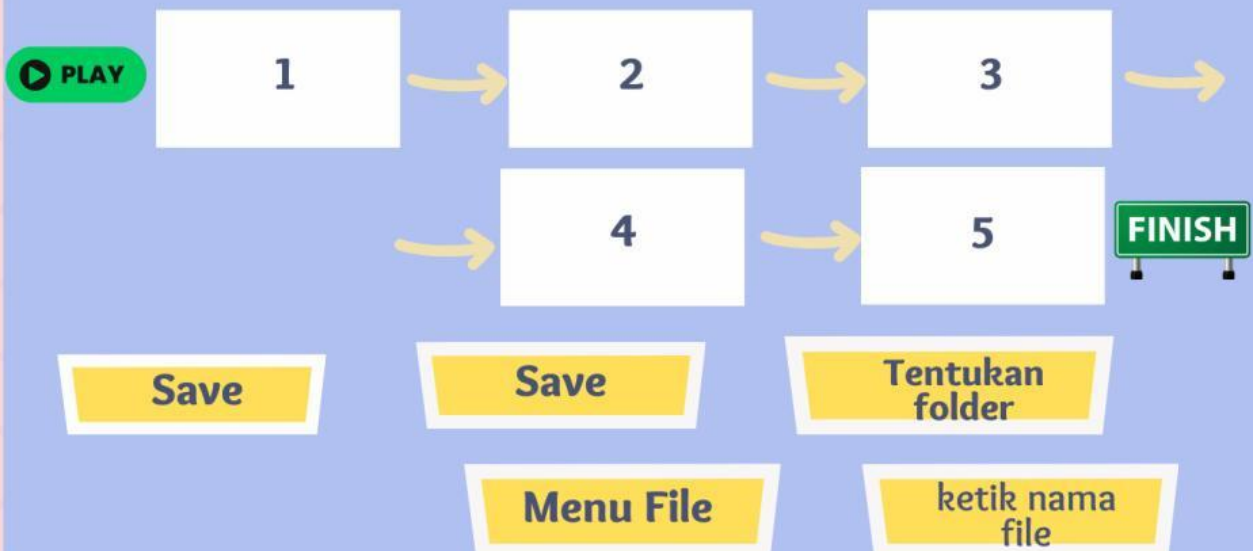 PLAY
1
2
3
4
5
FINISH
Save
Save
Tentukan
folder
Menu File
ketik nama
file